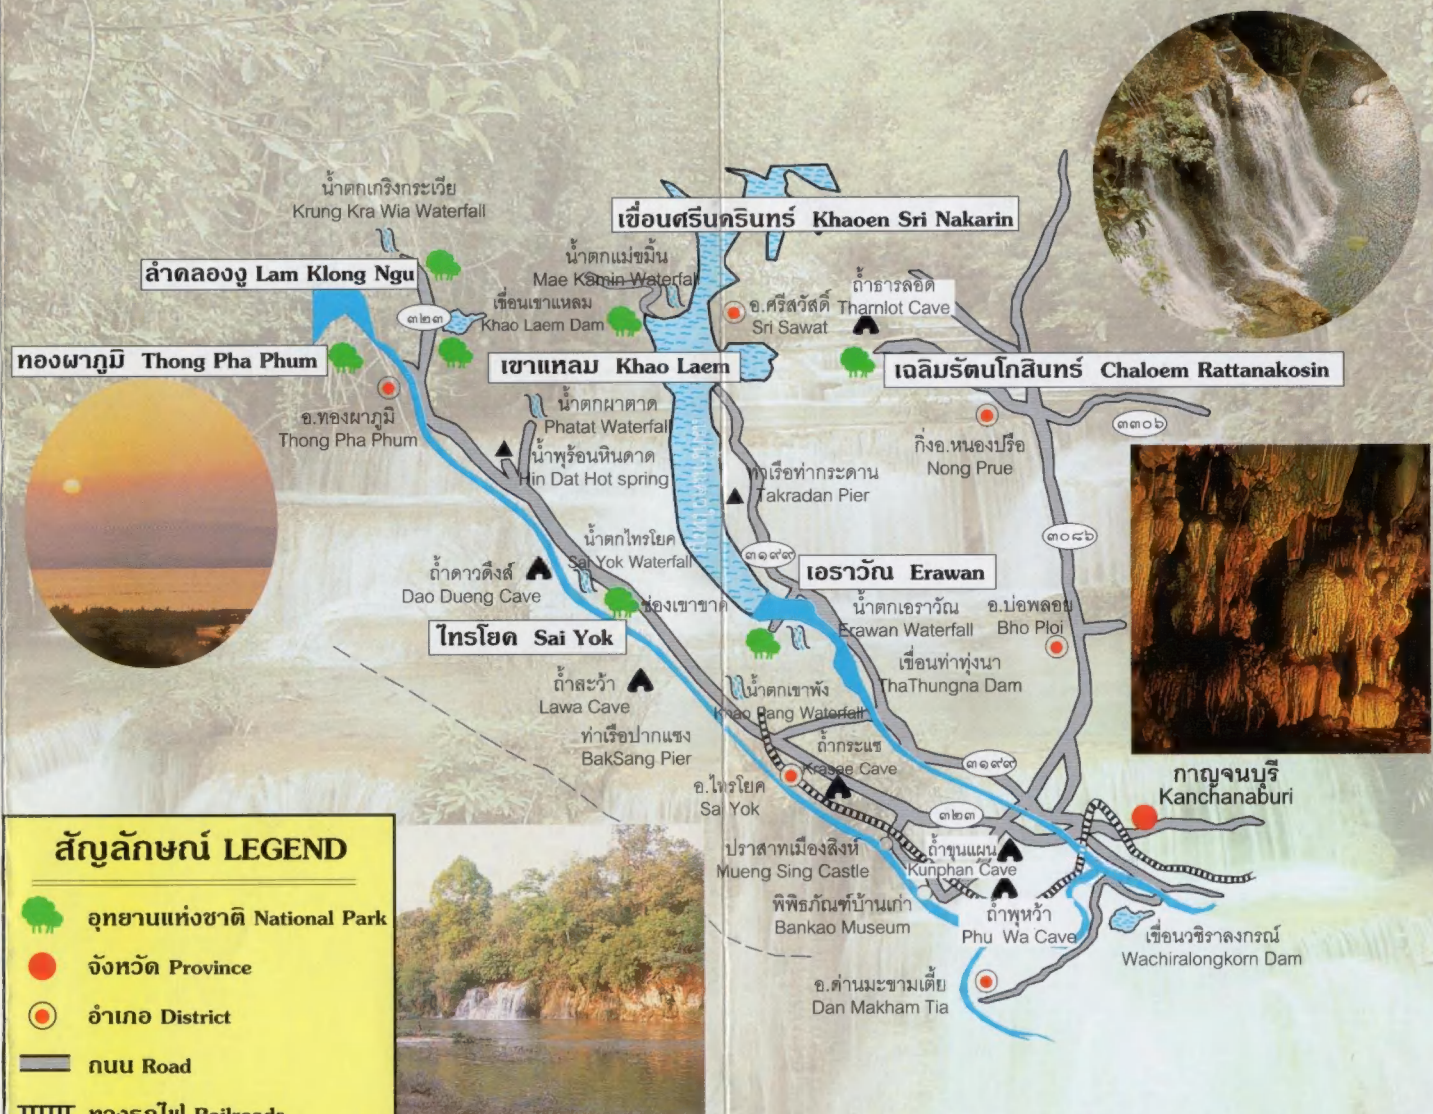 น้ำตกเกริงกระเวีย
Krung Kra Wia Waterfall
เขื่อนศรีนครินทร์ Khaoen Sri Nakarin
ลำคลองงู Lam Klong Ngu
น้ำตกแม่ขมิ้น
Mae Kamin Waterfall
ถ้ำธารลอด
Tharnlot Cave
เขื่อนเขาแหลม
Khao Laem Dam
อ.ศรีสวัสดิ์
Sri Sawat
๓๒๓
ทองผาภูมิ Thong Pha Phum
เขาแหลม Khao Laem
เฉลิมรัตนโกสินทร์ Chaloem Rattanakosin
อ.ทองผาภูมิ
Thong Pha Phum
น้ำตกผาตาด
Phatat Waterfall
๓๓๐๖
กิ่งอ.หนองปรือ
Nong Prue
น้ำพุร้อนหินดาด
Hin Dat Hot spring
ท่าเรือท่ากระดาน
Takradan Pier
๓๐๘๖
น้ำตกไทรโยค
Sai Yok Waterfall
๓๑๙๙
เอราวัณ Erawan
ถ้ำดาวดึงส์
Dao Dueng Cave
ช่องเขาขาด
น้ำตกเอราวัณ
Erawan Waterfall
อ.บ่อพลอย
Bho Ploi
ไทรโยค Sai Yok
เขื่อนท่าทุ่งนา
ThaThungna Dam
ถ้ำสะว้า
Lawa Cave
น้ำตกเขาพัง
Khao Pang Waterfall
ท่าเรือปากแซง
BakSang Pier
ถ้ำกระแซ
Krasae Cave
๓๑๙๙
กาญจนบุรี
Kanchanaburi
อ.ไทรโยค
Sai Yok
๓๒๓
ปราสาทเมืองสิงห์
Mueng Sing Castle
ถ้ำขุนแผน
Kunphan Cave
พิพิธภัณฑ์บ้านเก่า
Bankao Museum
ถ้ำพุหว้า
Phu Wa Cave
เขื่อนวชิราลงกรณ์
Wachiralongkorn Dam
อ.ด่านมะขามเตี้ย
Dan Makham Tia
สัญลักษณ์ LEGEND
อุทยานแห่งชาติ National Park
จังหวัด Province
อำเภอ District
ถนน Road
ทางรถไฟ Railroads